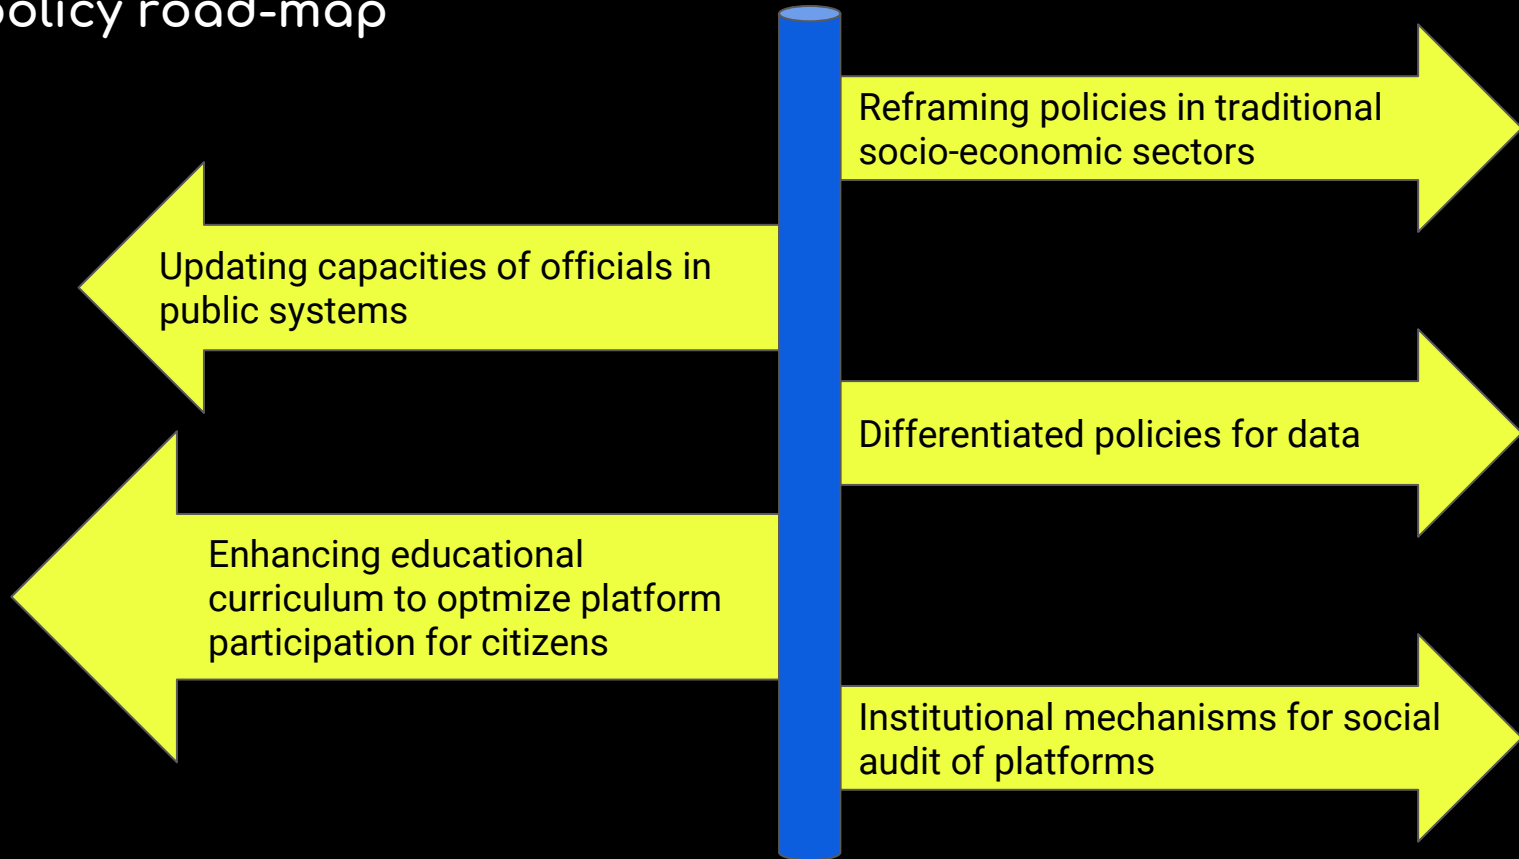 policy road-map
Reframing policies in traditional
socio-economic sectors
Updating capacities of officials in
public systems
Differentiated policies for data
Enhancing educational
curriculum to optmize platform
participation for citizens
Institutional mechanisms for social
audit of platforms